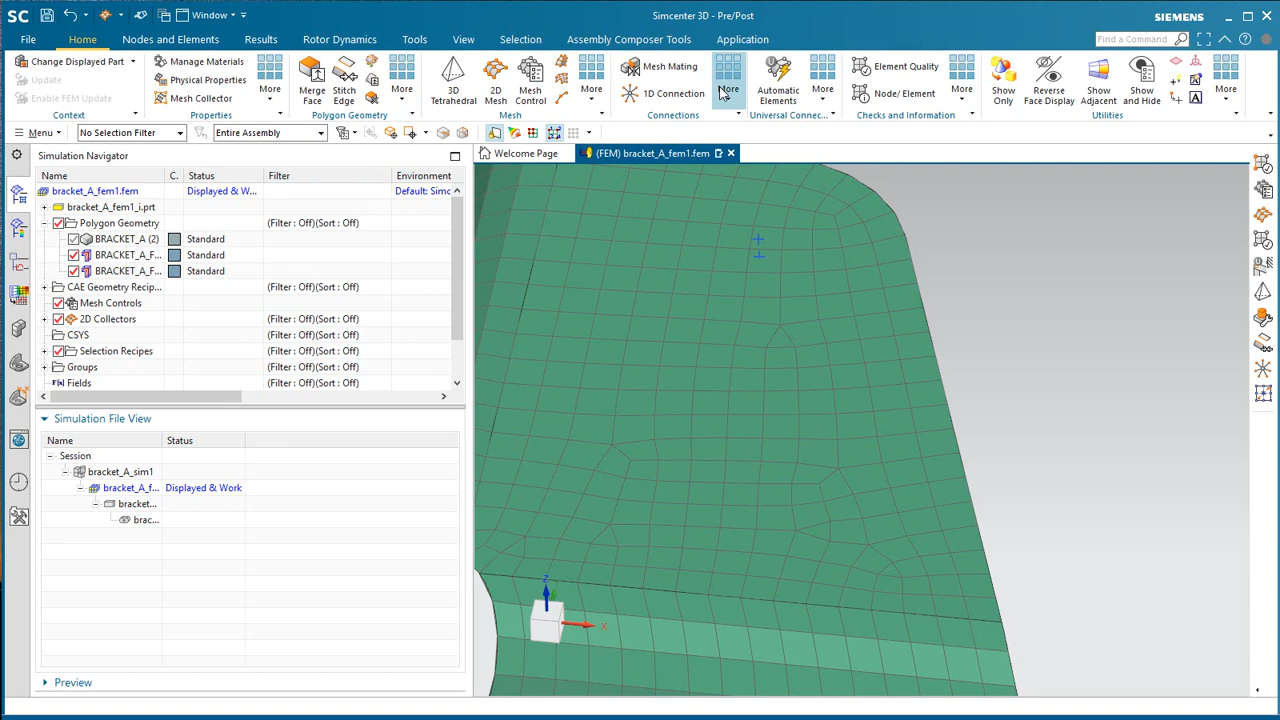 SC Window Simcenter 3D - Pre/Post SIEMENS
File Home Nodes and Elements Results Rotor Dynamics Tools View Selection Assembly Composer Tools Application Find a Command
Change Displayed Part
Update
Enable FEM Update
Context
Manage Materials
Physical Properties
Mesh Collector
More
Properties
Merge Face
Stitch Edge
More
Polygon Geometry
3D Tetrahedral
2D Mesh
Mesh Control
More
Mesh
Mesh Mating
1D Connection
More
Connections
Automatic Elements
More
Universal Connec...
Element Quality
Node/ Element
More
Checks and Information
Show Only
Reverse Face Display
Show Adjacent
Show and Hide
A
More
Utilities
Menu No Selection Filter Entire Assembly
Simulation Navigator
Welcome Page
(FEM) bracket_A_fem1.fem
Name C. Status Filter Environment
bracket_A_fem1.fem Displayed & W... Default: Simc
bracket_A_fem1_i.prt
Polygon Geometry (Filter : Off)(Sort : Off)
BRACKET_A (2) Standard
BRACKET_A_F... Standard
BRACKET_A_F... Standard
CAE Geometry Recip... (Filter : Off)(Sort : Off)
Mesh Controls
2D Collectors (Filter : Off)(Sort : Off)
CSYS (Filter : Off)(Sort : Off)
Selection Recipes (Filter : Off)(Sort : Off)
Groups (Filter : Off)(Sort : Off)
Fields (Filter : Off)(Sort : Off)
Simulation File View
Name Status
Session
bracket_A_sim1
bracket_A_f... Displayed & Work
bracket...
brac...
Preview
Z
X